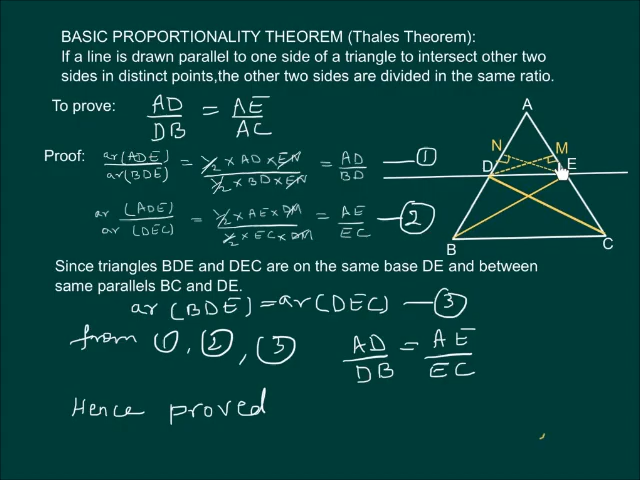 BASIC PROPORTIONALITY THEOREM (Thales Theorem):
If a line is drawn parallel to one side of a triangle to intersect other two
sides in distinct points,the other two sides are divided in the same ratio.
To prove: AD/DB = AE/AC
Proof: ar(ADE)/ar(BDE) = 1/2 × AD × EN / 1/2 × BD × EN = AD/BD — 1
ar (ADE)/ar (DEC) = 1/2 × AE × DM / 1/2 × EC × DM = AE/EC — 2
Since triangles BDE and DEC are on the same base DE and between
same parallels BC and DE.
ar (BDE) = ar (DEC) — 3
from 1, 2, 3 AD/DB = AE/EC
Hence proved
A
N M
D E
B C